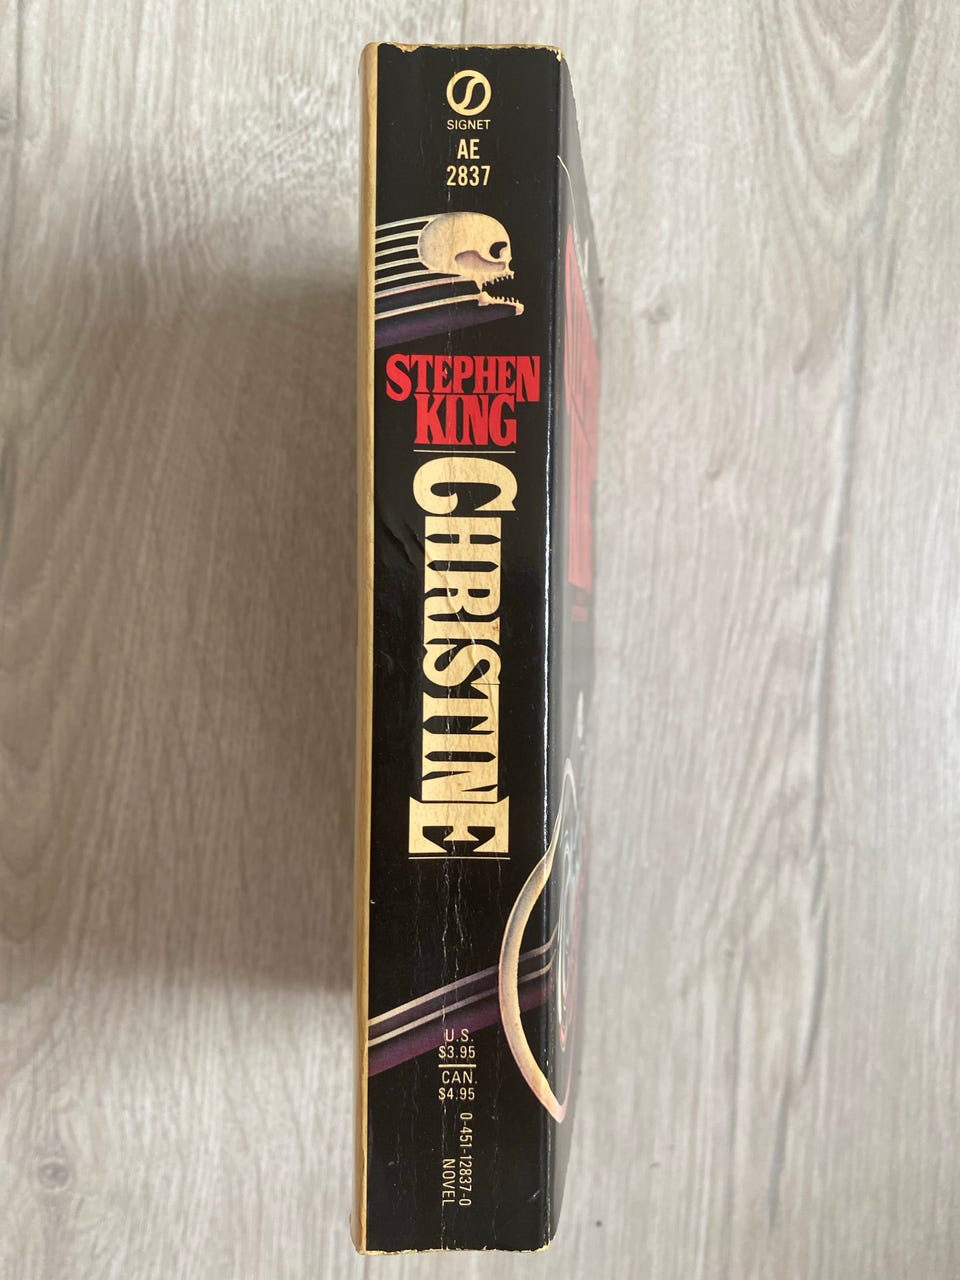 SIGNET
AE
2837
STEPHEN
KING
CHRISTINE
U.S.
$3.95
CAN.
$4.95
0-451-12837-0
NOVEL